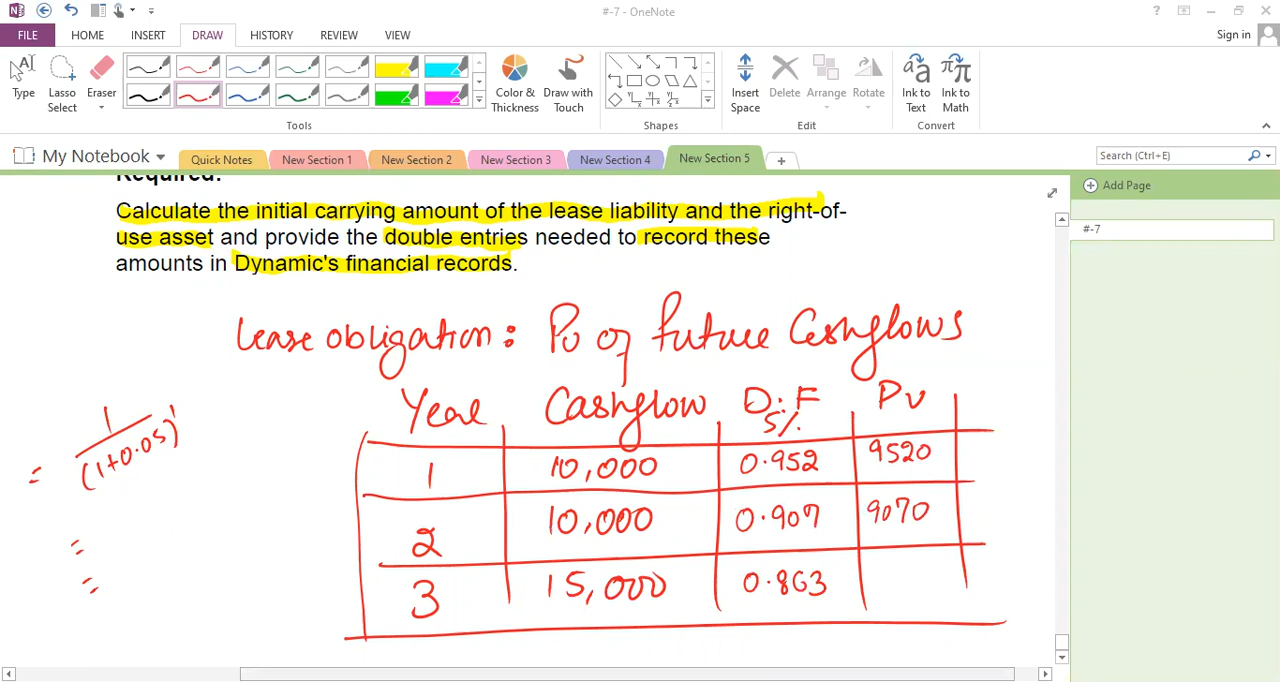 #-7 - OneNote
?
FILE HOME INSERT DRAW HISTORY REVIEW VIEW
Sign in
Type
Lasso Select
Eraser
Color & Thickness
Draw with Touch
Insert Space
Delete
Arrange
Rotate
Ink to Text
Ink to Math
Tools Shapes Edit Convert
My Notebook Quick Notes New Section 1 New Section 2 New Section 3 New Section 4 New Section 5
Search (Ctrl+E)
Add Page
#-7
Required:
Calculate the initial carrying amount of the lease liability and the right-of-
use asset and provide the double entries needed to record these
amounts in Dynamic's financial records.
Lease obligation: Pv of future Cashflows
Year Cashflow D.F 5% Pv
1 10,000 0.952 9520
2 10,000 0.907 9070
3 15,000 0.863
= 1/(1+0.05)¹
=
=